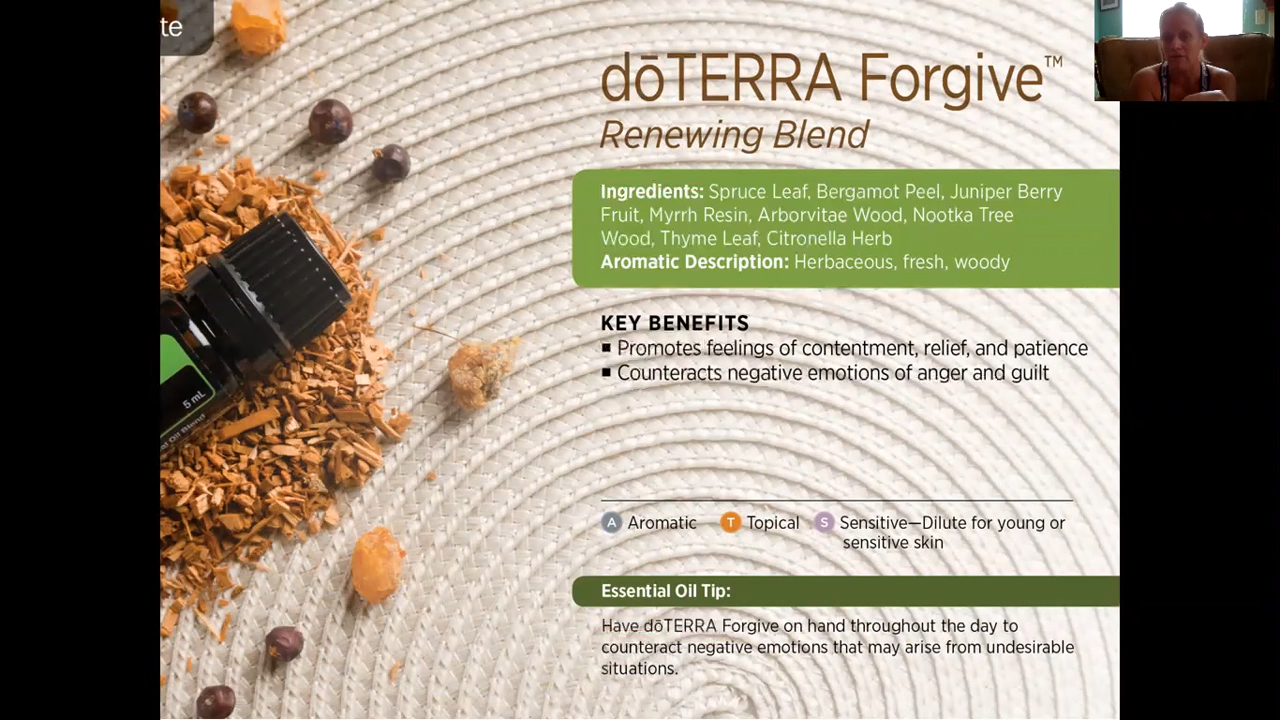 te
dōTERRA Forgive™
Renewing Blend
Ingredients: Spruce Leaf, Bergamot Peel, Juniper Berry
Fruit, Myrrh Resin, Arborvitae Wood, Nootka Tree
Wood, Thyme Leaf, Citronella Herb
Aromatic Description: Herbaceous, fresh, woody
KEY BENEFITS
▪ Promotes feelings of contentment, relief, and patience
▪ Counteracts negative emotions of anger and guilt
A Aromatic T Topical S Sensitive—Dilute for young or
sensitive skin
Essential Oil Tip:
Have dōTERRA Forgive on hand throughout the day to
counteract negative emotions that may arise from undesirable
situations.
5 mL
Oil Blend